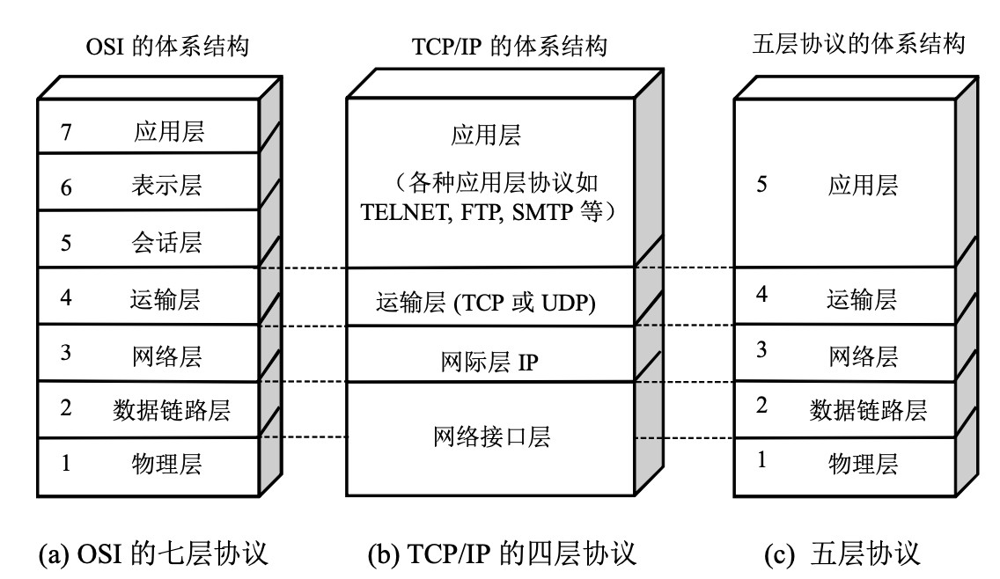 OSI 的体系结构
7 应用层
6 表示层
5 会话层
4 运输层
3 网络层
2 数据链路层
1 物理层
(a) OSI 的七层协议
TCP/IP 的体系结构
应用层
（各种应用层协议如
TELNET, FTP, SMTP 等）
运输层 (TCP 或 UDP)
网际层 IP
网络接口层
(b) TCP/IP 的四层协议
五层协议的体系结构
5 应用层
4 运输层
3 网络层
2 数据链路层
1 物理层
(c) 五层协议